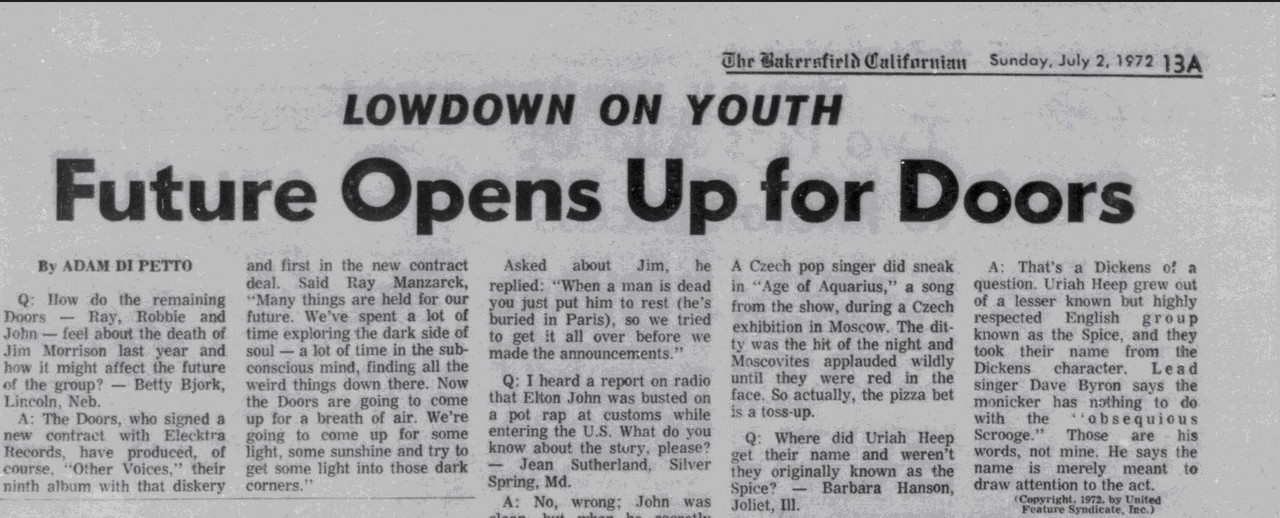 The Bakersfield Californian Sunday, July 2, 1972 13A
LOWDOWN ON YOUTH
Future Opens Up for Doors
By ADAM DI PETTO
Q: How do the remaining
Doors — Ray, Robbie and
John — feel about the death of
Jim Morrison last year and
how it might affect the future
of the group? — Betty Bjork,
Lincoln, Neb.
A: The Doors, who signed a
new contract with Elecktra
Records, have produced, of
course, "Other Voices," their
ninth album with that diskery
and first in the new contract
deal. Said Ray Manzarck,
"Many things are held for our
future. We've spent a lot of
time exploring the dark side of
soul — a lot of time in the sub-
conscious mind, finding all the
weird things down there. Now
the Doors are going to come
up for a breath of air. We're
going to come up for some
light, some sunshine and try to
get some light into those dark
corners."
Asked about Jim, he
replied: "When a man is dead
you just put him to rest (he's
buried in Paris), so we tried
to get it all over before we
made the announcements."
Q: I heard a report on radio
that Elton John was busted on
a pot rap at customs while
entering the U.S. What do you
know about the story, please?
— Jean Sutherland, Silver
Spring, Md.
A: No, wrong; John was
clean, but when he secretly
A Czech pop singer did sneak
in "Age of Aquarius," a song
from the show, during a Czech
exhibition in Moscow. The dit-
ty was the hit of the night and
Moscovites applauded wildly
until they were red in the
face. So actually, the pizza bet
is a toss-up.
Q: Where did Uriah Heep
get their name and weren't
they originally known as the
Spice? — Barbara Hanson,
Joliet, Ill.
A: That's a Dickens of a
question. Uriah Heep grew out
of a lesser known but highly
respected English group
known as the Spice, and they
took their name from the
Dickens character. Lead
singer Dave Byron says the
monicker has nothing to do
with the "obsequious
Scrooge." Those are his
words, not mine. He says the
name is merely meant to
draw attention to the act.
(Copyright, 1972, by United
Feature Syndicate, Inc.)